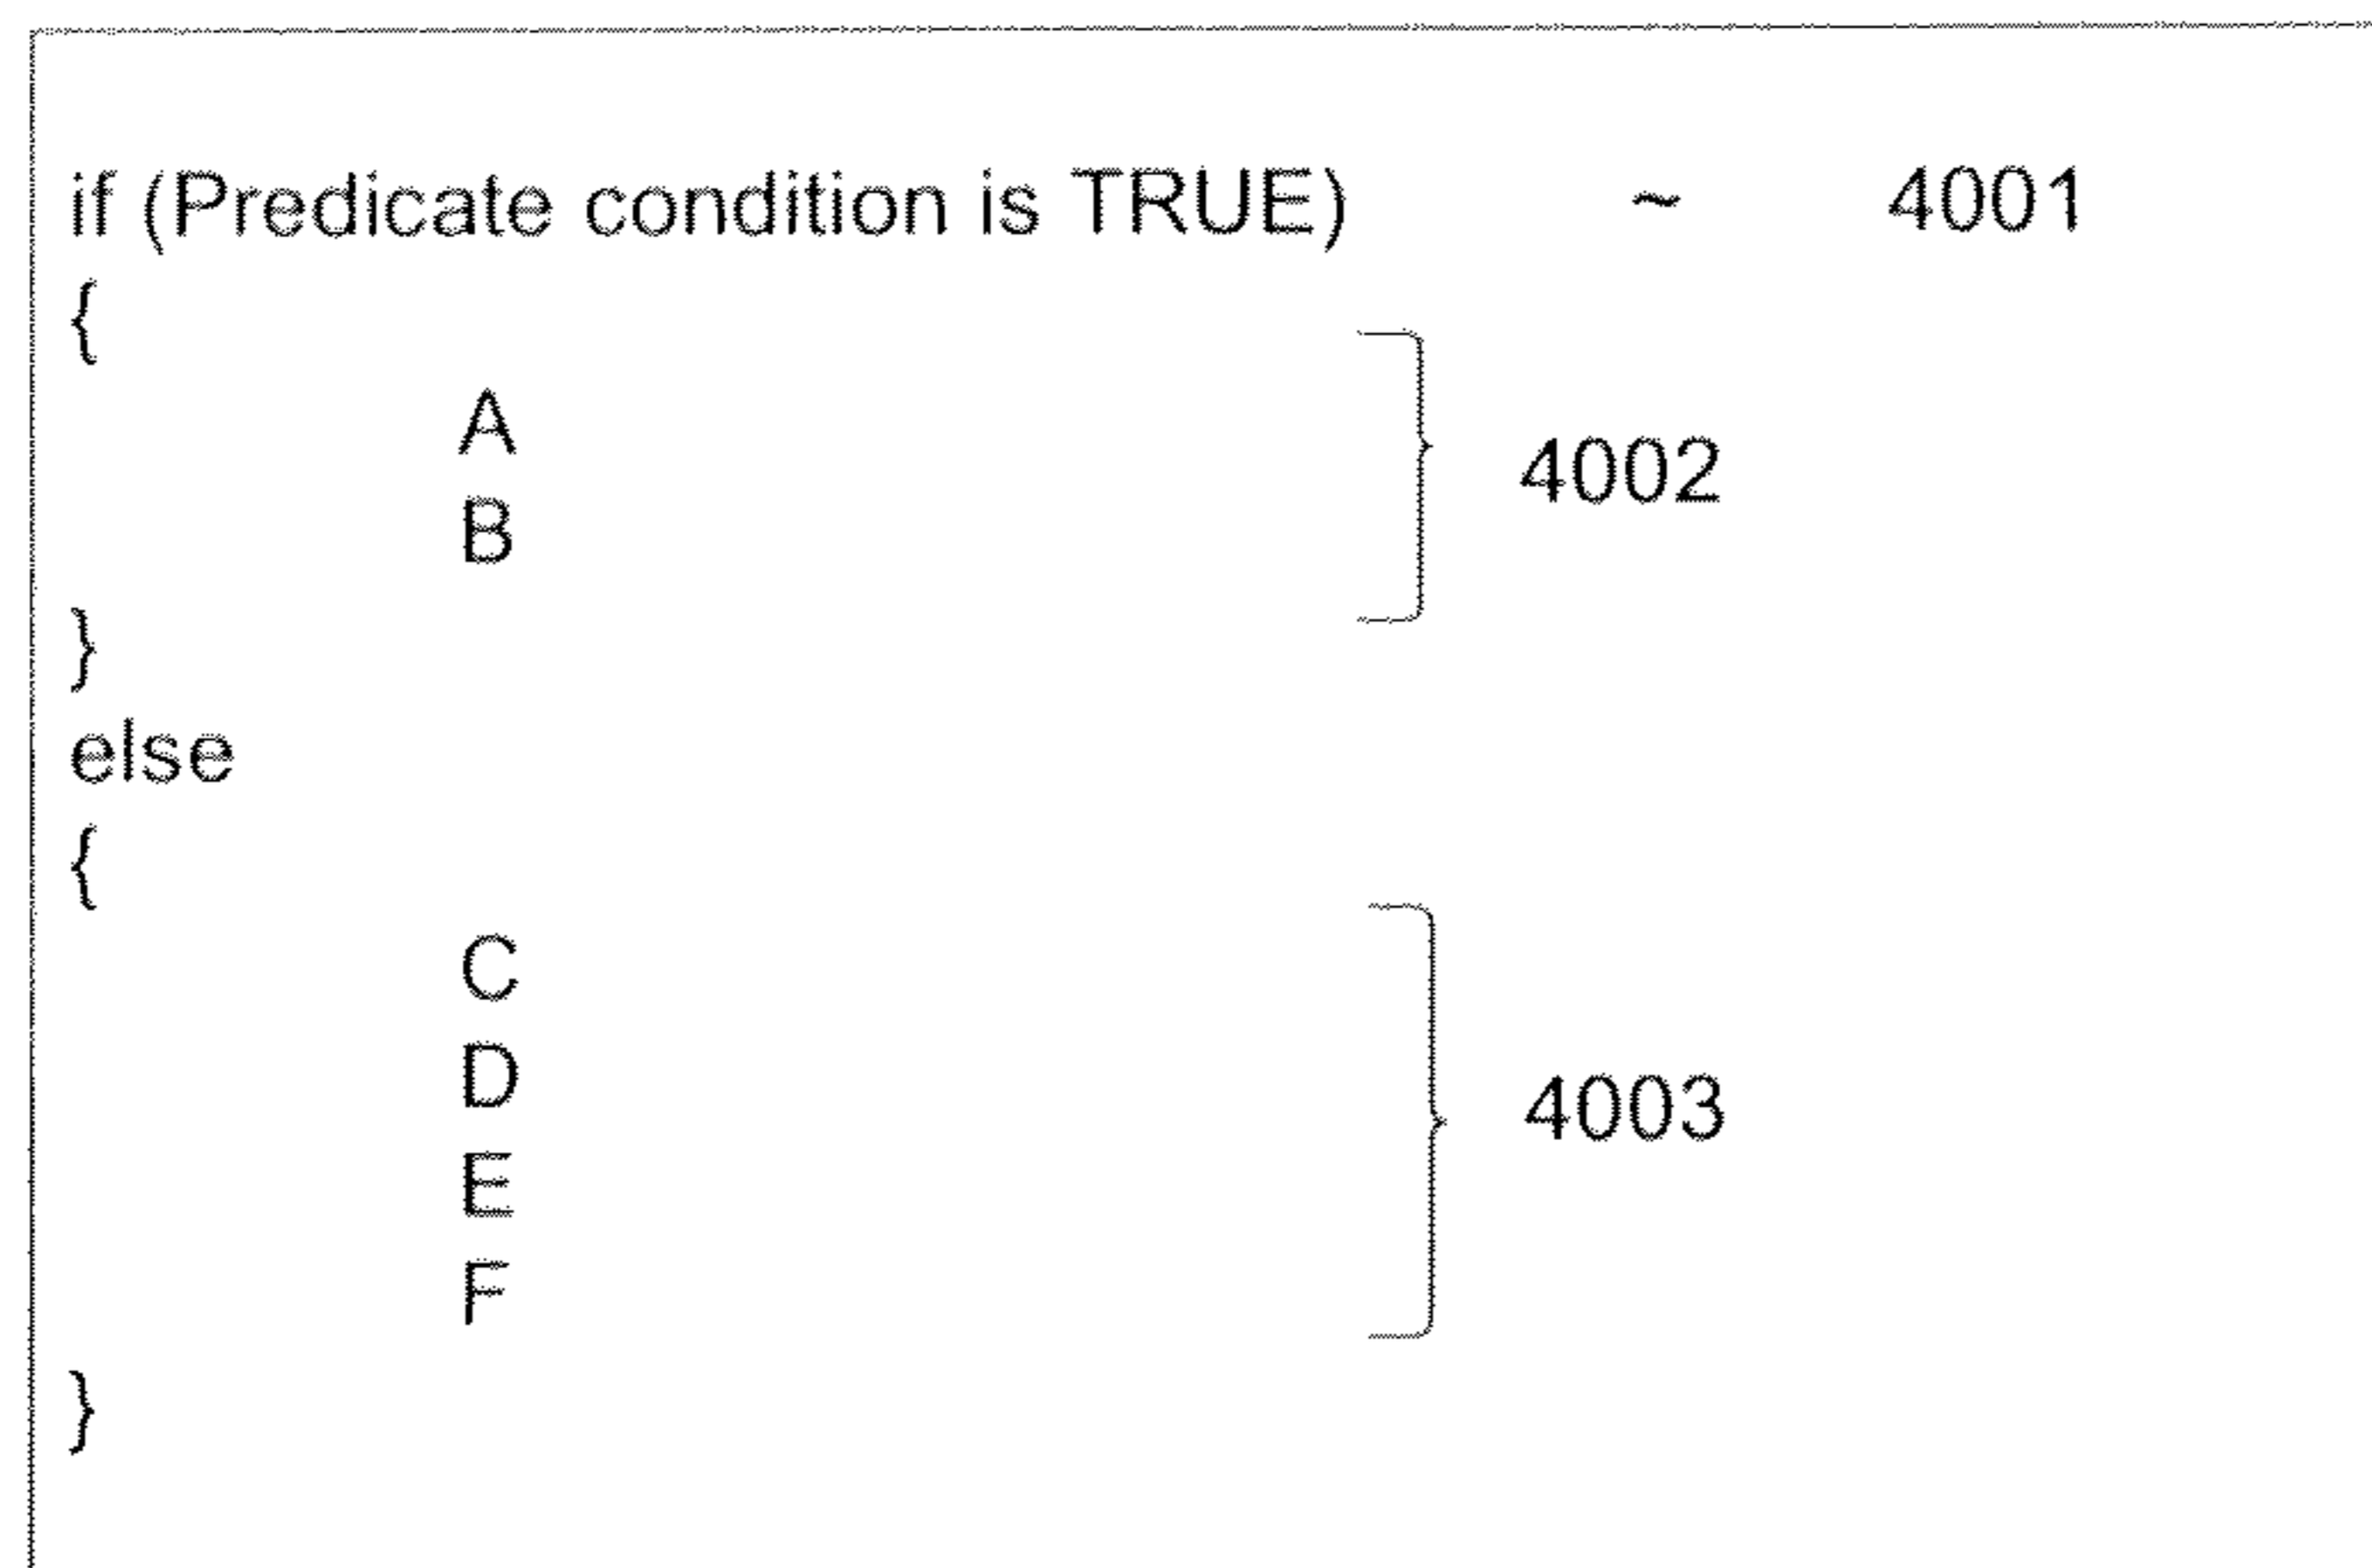 if (Predicate condition is TRUE) ~ 4001
{
A
B
4002
}
else
{
C
D
E
F
4003
}